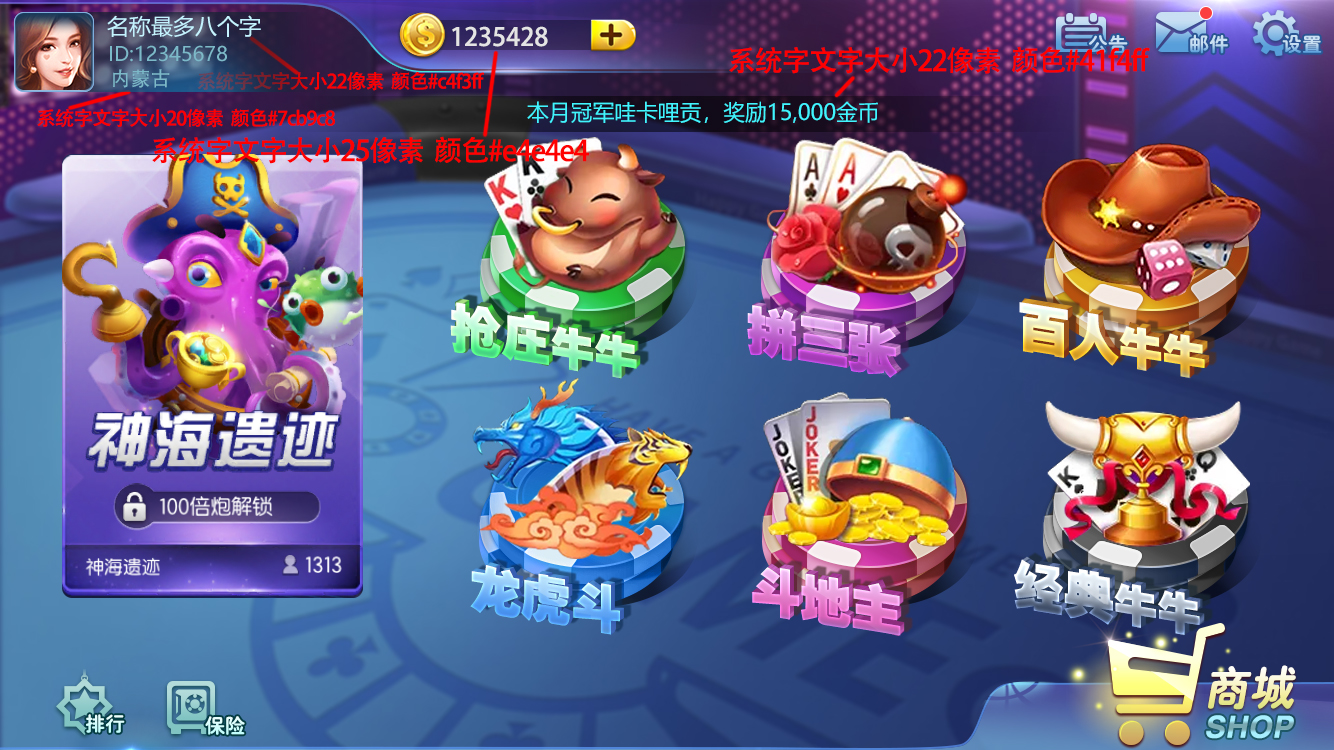 名称最多八个字
ID:12345678
内蒙古
1235428
公告
邮件
设置
系统字文字大小22像素 颜色#41f4ff
系统字文字大小22像素 颜色#c4f3ff
系统字文字大小20像素 颜色#7cb9c8
本月冠军哇卡哩贡，奖励15,000金币
系统字文字大小25像素 颜色#e4e4e4
K
K
A
A
抢庄牛牛
拼三张
百人牛牛
神海遗迹
100倍炮解锁
神海遗迹
1313
JOKER
JOKER
K
Q
HAVE A
龙虎斗
斗地主
经典牛牛
排行
保险
商城
SHOP